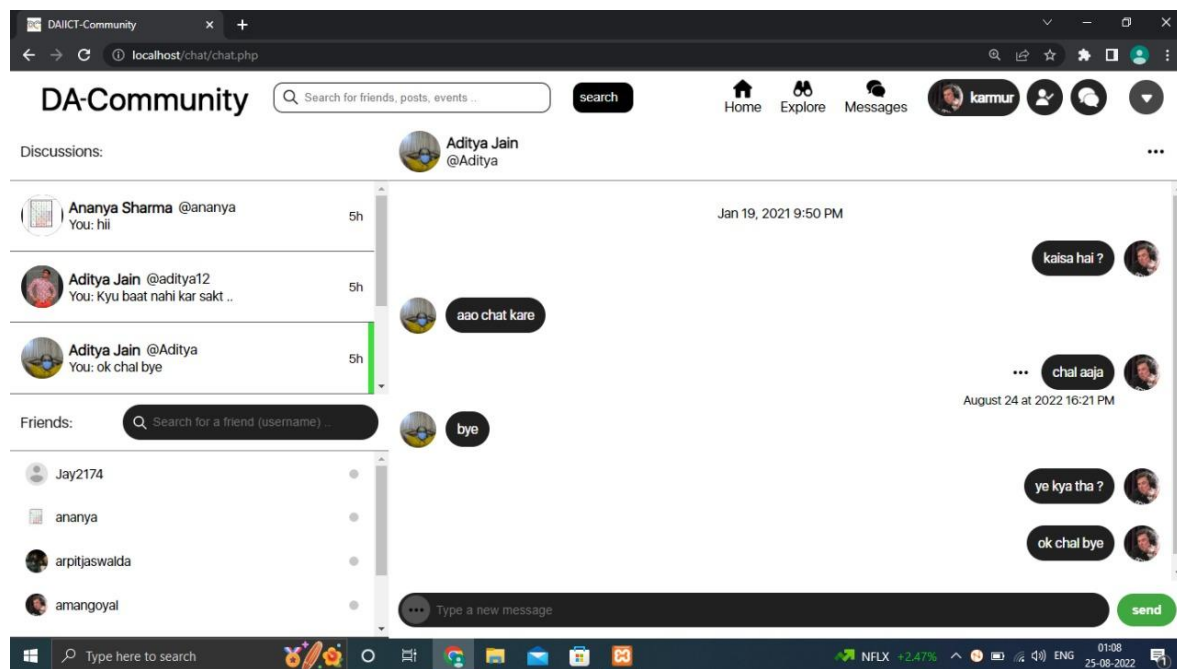 DAIICT-Community
localhost/chat/chat.php
DA-Community
Search for friends, posts, events ..
search
Home
Explore
Messages
karmur
Discussions:
Aditya Jain
@Aditya
Ananya Sharma @ananya
You: hii
5h
Aditya Jain @aditya12
You: Kyu baat nahi kar sakt ..
5h
Aditya Jain @Aditya
You: ok chal bye
5h
Friends:
Search for a friend (username) ..
Jay2174
ananya
arpitjaswalda
amangoyal
Jan 19, 2021 9:50 PM
kaisa hai ?
aao chat kare
chal aaja
August 24 at 2022 16:21 PM
bye
ye kya tha ?
ok chal bye
Type a new message
send
Type here to search
NFLX +2.47%
ENG
01:08
25-08-2022